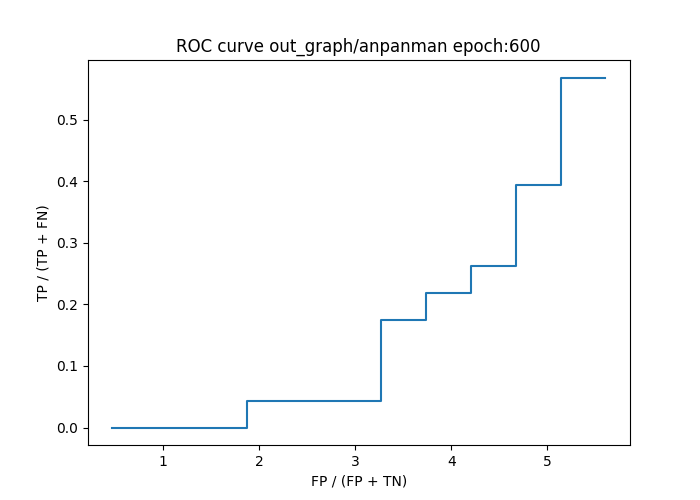 ROC curve out_graph/anpanman epoch:600
TP / (TP + FN)
0.5
0.4
0.3
0.2
0.1
0.0
1 2 3 4 5
FP / (FP + TN)